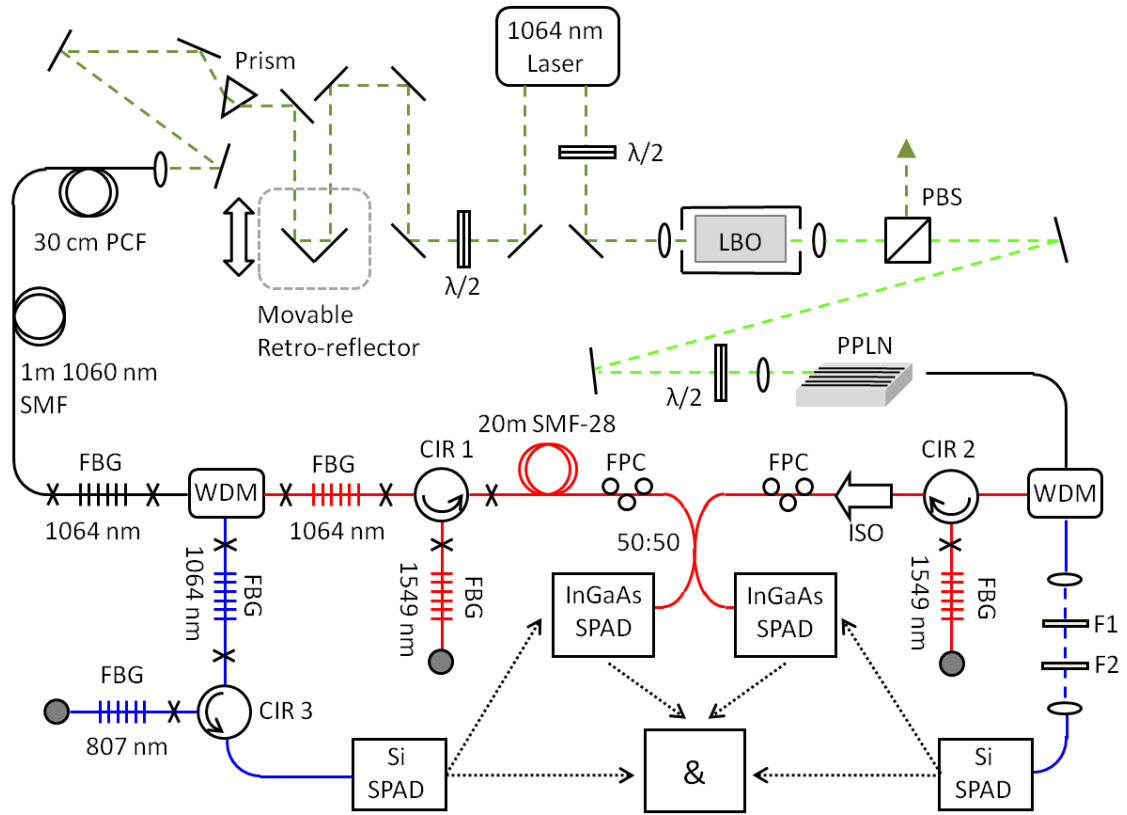 1064 nm
Laser
Prism
λ/2
PBS
30 cm PCF
LBO
λ/2
Movable
Retro-reflector
1m 1060 nm
SMF
PPLN
λ/2
20m SMF-28
FBG
1064 nm
WDM
FBG
1064 nm
CIR 1
FPC
50:50
FPC
ISO
CIR 2
WDM
FBG
1064 nm
FBG
1549 nm
InGaAs
SPAD
InGaAs
SPAD
FBG
1549 nm
F1
F2
FBG
807 nm
CIR 3
Si
SPAD
&
Si
SPAD